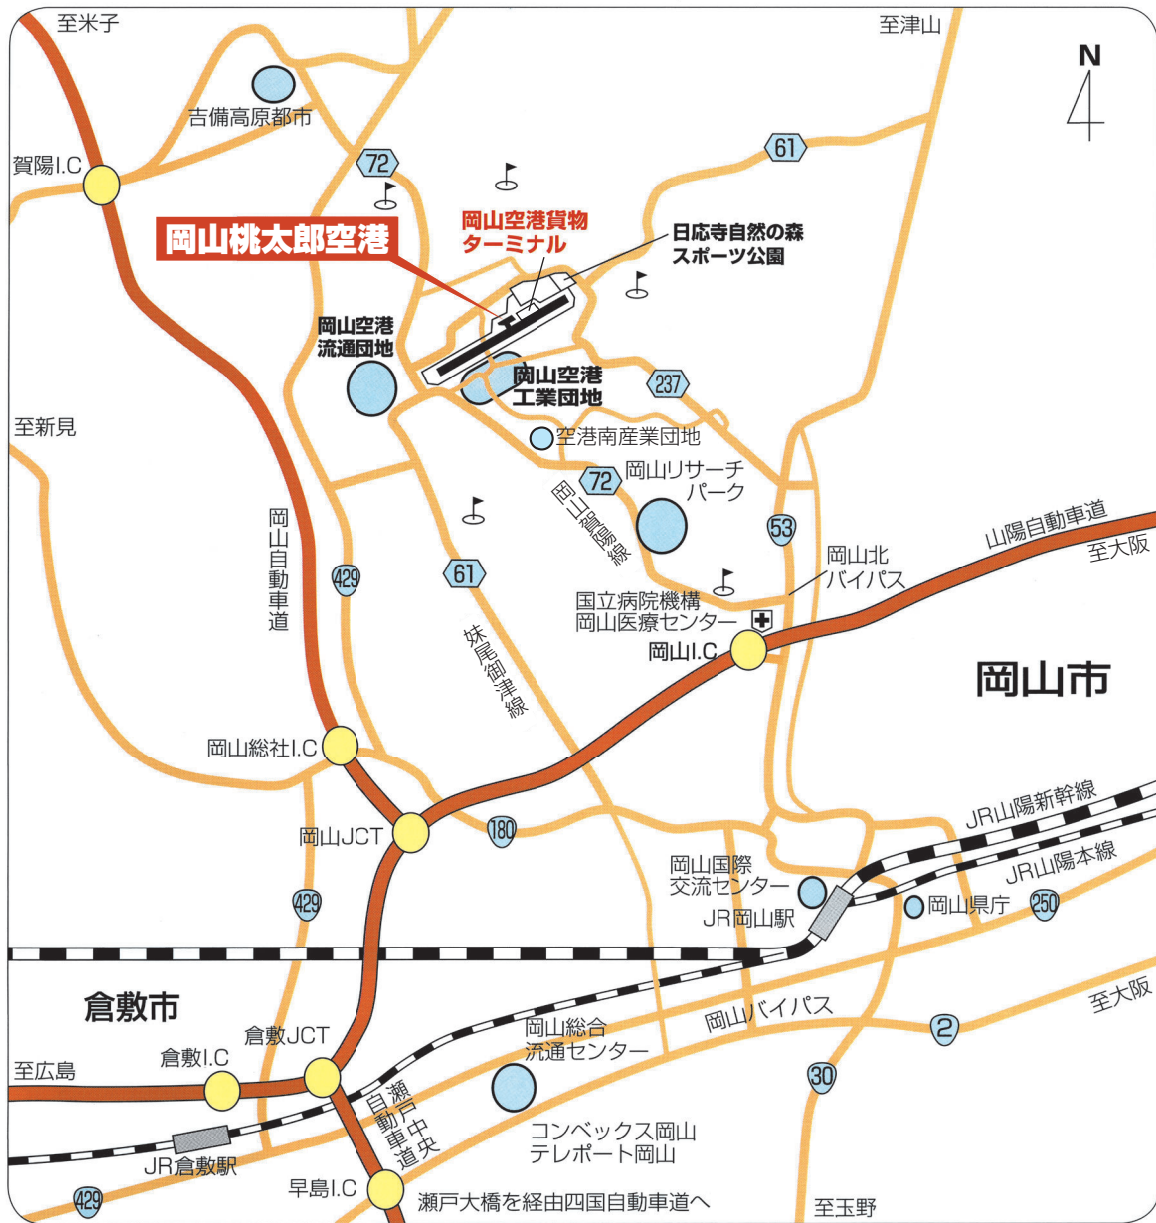 至米子
至津山
N
吉備高原都市
賀陽I.C
72
61
岡山空港貨物
ターミナル
岡山桃太郎空港
日応寺自然の森
スポーツ公園
岡山空港
流通団地
岡山空港
工業団地
237
至新見
空港南産業団地
岡山リサーチ
パーク
72
岡山賀陽線
53
岡山自動車道
山陽自動車道
至大阪
岡山北
バイパス
429
61
国立病院機構
岡山医療センター
岡山I.C
妹尾御津線
岡山市
岡山総社I.C
岡山JCT
180
JR山陽新幹線
JR山陽本線
岡山国際
交流センター
JR岡山駅
岡山県庁
250
429
倉敷市
岡山バイパス
至大阪
2
倉敷JCT
倉敷I.C
至広島
岡山総合
流通センター
30
瀬戸中央
自動車道
コンベックス岡山
テレポート岡山
JR倉敷駅
早島I.C
429
瀬戸大橋を経由四国自動車道へ
至玉野